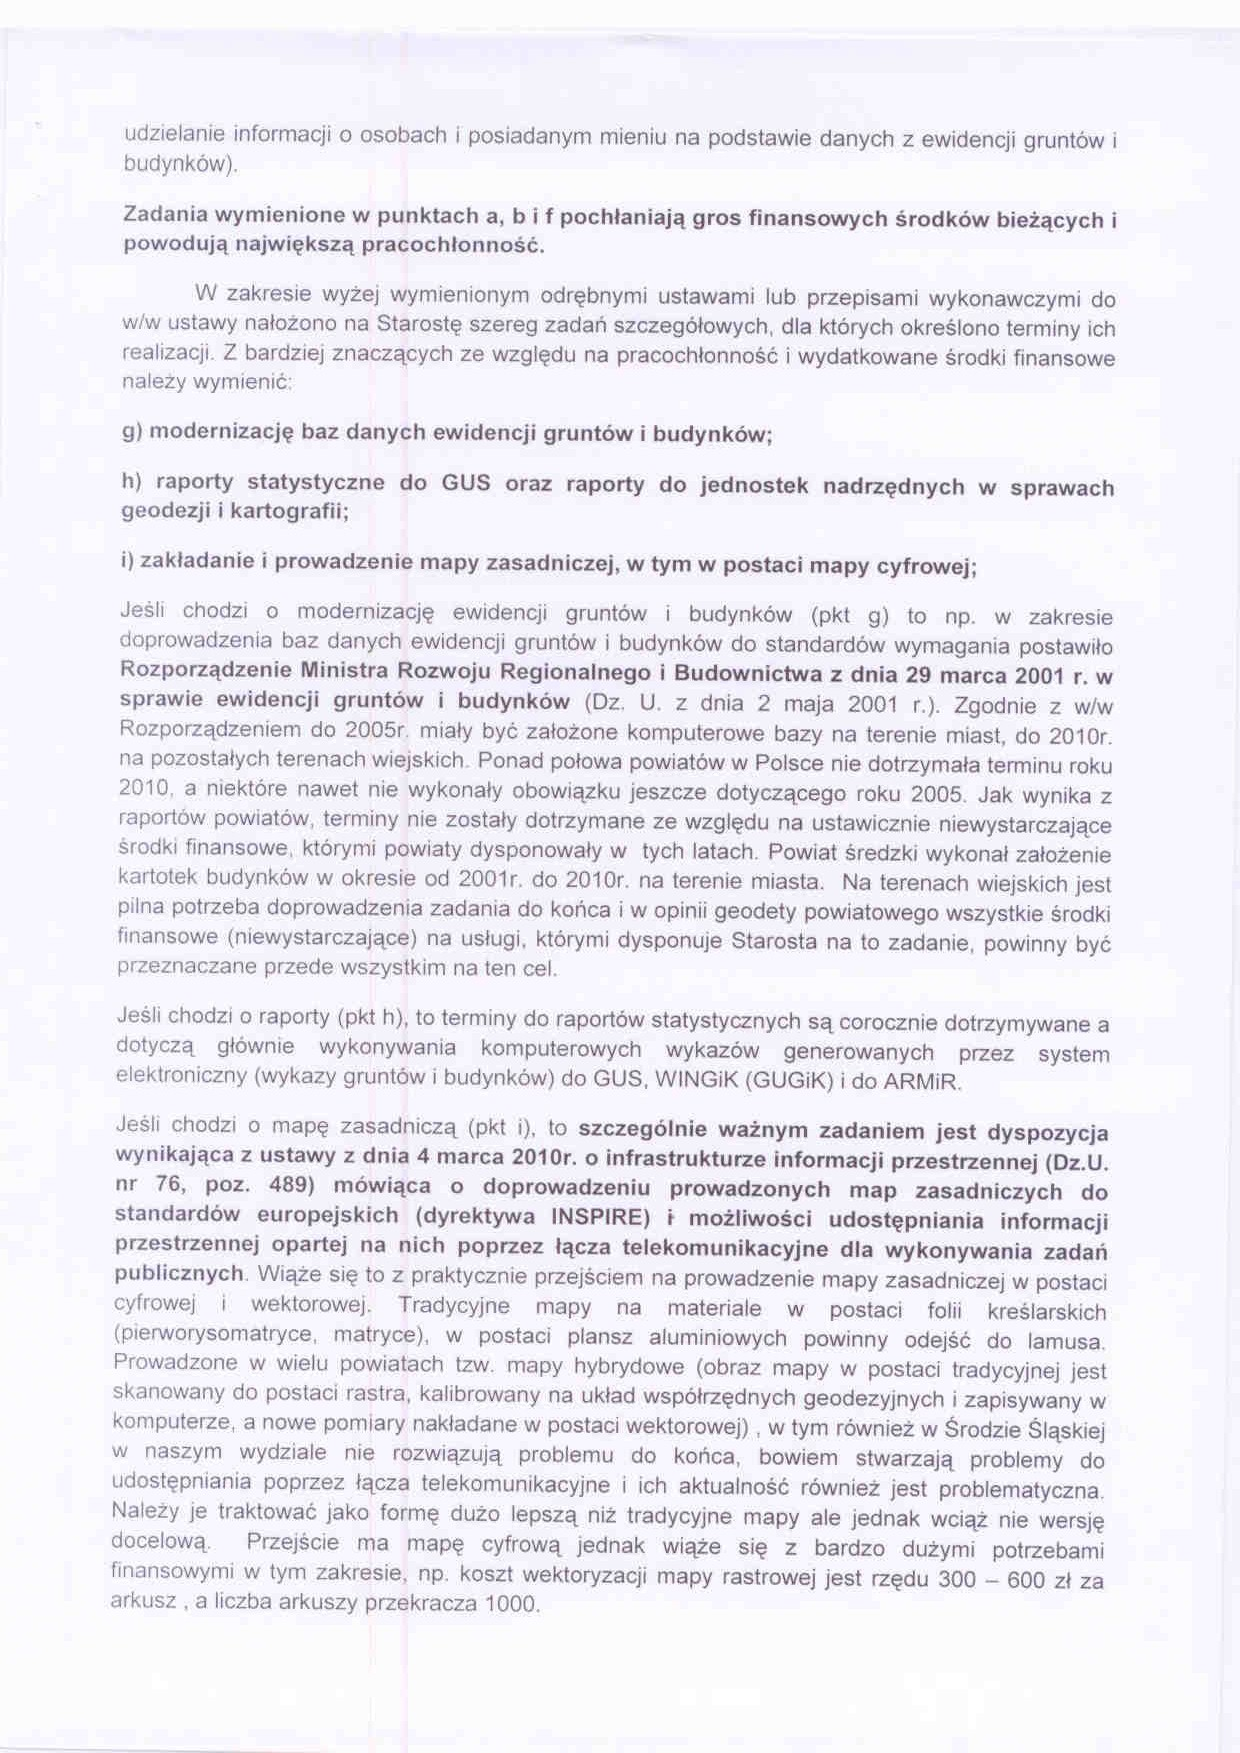 udzielanie informacji o osobach i posiadanym mieniu na podstawie danych z ewidencji gruntów i
budynków).
Zadania wymienione w punktach a, b i f pochłaniają gros finansowych środków bieżących i
powodują największą pracochłonność.
W zakresie wyżej wymienionym odrębnymi ustawami lub przepisami wykonawczymi do
w/w ustawy nałożono na Starostę szereg zadań szczegółowych, dla których określono terminy ich
realizacji. Z bardziej znaczących ze względu na pracochłonność i wydatkowane środki finansowe
należy wymienić:
g) modernizację baz danych ewidencji gruntów i budynków;
h) raporty statystyczne do GUS oraz raporty do jednostek nadrzędnych w sprawach
geodezji i kartografii;
i) zakładanie i prowadzenie mapy zasadniczej, w tym w postaci mapy cyfrowej;
Jeśli chodzi o modernizację ewidencji gruntów i budynków (pkt g) to np. w zakresie
doprowadzenia baz danych ewidencji gruntów i budynków do standardów wymagania postawiło
Rozporządzenie Ministra Rozwoju Regionalnego i Budownictwa z dnia 29 marca 2001 r. w
sprawie ewidencji gruntów i budynków (Dz. U. z dnia 2 maja 2001 r.). Zgodnie z w/w
Rozporządzeniem do 2005r. miały być założone komputerowe bazy na terenie miast, do 2010r.
na pozostałych terenach wiejskich. Ponad połowa powiatów w Polsce nie dotrzymała terminu roku
2010, a niektóre nawet nie wykonały obowiązku jeszcze dotyczącego roku 2005. Jak wynika z
raportów powiatów, terminy nie zostały dotrzymane ze względu na ustawicznie niewystarczające
środki finansowe, którymi powiaty dysponowały w tych latach. Powiat średzki wykonał założenie
kartotek budynków w okresie od 2001r. do 2010r. na terenie miasta. Na terenach wiejskich jest
pilna potrzeba doprowadzenia zadania do końca i w opinii geodety powiatowego wszystkie środki
finansowe (niewystarczające) na usługi, którymi dysponuje Starosta na to zadanie, powinny być
przeznaczane przede wszystkim na ten cel.
Jeśli chodzi o raporty (pkt h), to terminy do raportów statystycznych są corocznie dotrzymywane a
dotyczą głównie wykonywania komputerowych wykazów generowanych przez system
elektroniczny (wykazy gruntów i budynków) do GUS, WINGiK (GUGiK) i do ARMiR.
Jeśli chodzi o mapę zasadniczą (pkt i), to szczególnie ważnym zadaniem jest dyspozycja
wynikająca z ustawy z dnia 4 marca 2010r. o infrastrukturze informacji przestrzennej (Dz.U.
nr 76, poz. 489) mówiąca o doprowadzeniu prowadzonych map zasadniczych do
standardów europejskich (dyrektywa INSPIRE) i możliwości udostępniania informacji
przestrzennej opartej na nich poprzez łącza telekomunikacyjne dla wykonywania zadań
publicznych. Wiąże się to z praktycznie przejściem na prowadzenie mapy zasadniczej w postaci
cyfrowej i wektorowej. Tradycyjne mapy na materiale w postaci folii kreślarskich
(pierworysomatryce, matryce), w postaci plansz aluminiowych powinny odejść do lamusa.
Prowadzone w wielu powiatach tzw. mapy hybrydowe (obraz mapy w postaci tradycyjnej jest
skanowany do postaci rastra, kalibrowany na układ współrzędnych geodezyjnych i zapisywany w
komputerze, a nowe pomiary nakładane w postaci wektorowej) , w tym również w Środzie Śląskiej
w naszym wydziale nie rozwiązują problemu do końca, bowiem stwarzają problemy do
udostępniania poprzez łącza telekomunikacyjne i ich aktualność również jest problematyczna.
Należy je traktować jako formę dużo lepszą niż tradycyjne mapy ale jednak wciąż nie wersję
docelową. Przejście ma mapę cyfrową jednak wiąże się z bardzo dużymi potrzebami
finansowymi w tym zakresie, np. koszt wektoryzacji mapy rastrowej jest rzędu 300 – 600 zł za
arkusz , a liczba arkuszy przekracza 1000.